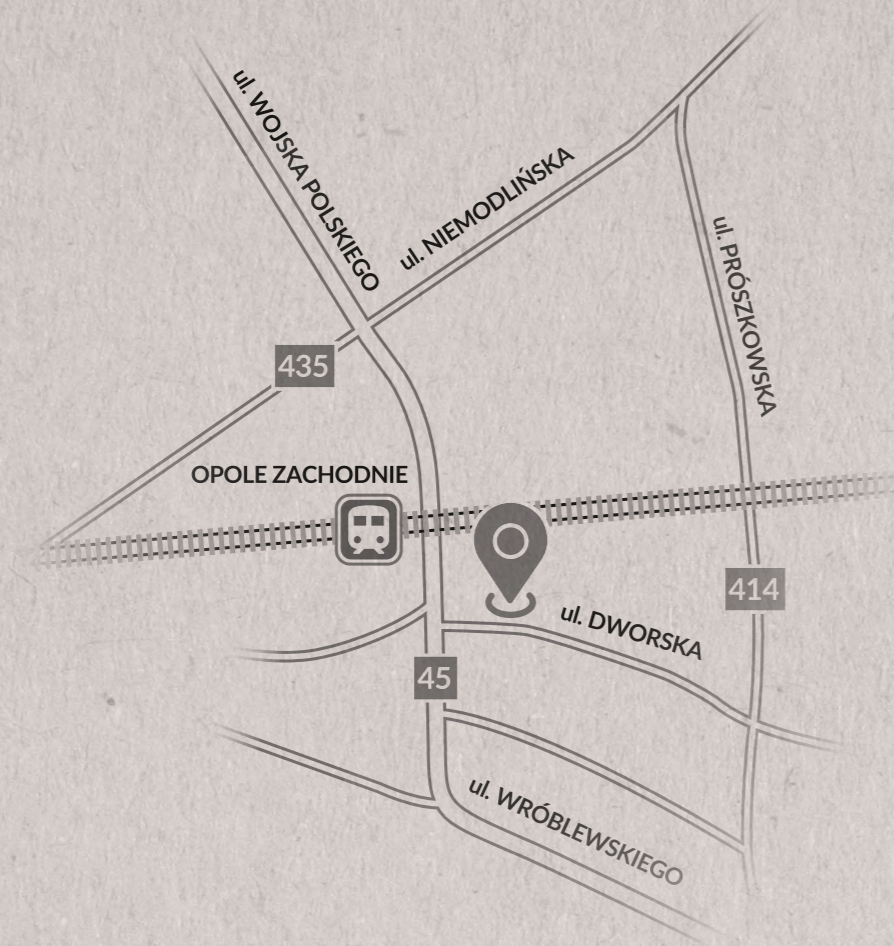 ul. WOJSKA POLSKIEGO
ul. NIEMODLIŃSKA
ul. PRÓSZKOWSKA
435
OPOLE ZACHODNIE
414
ul. DWORSKA
45
ul. WRÓBLEWSKIEGO